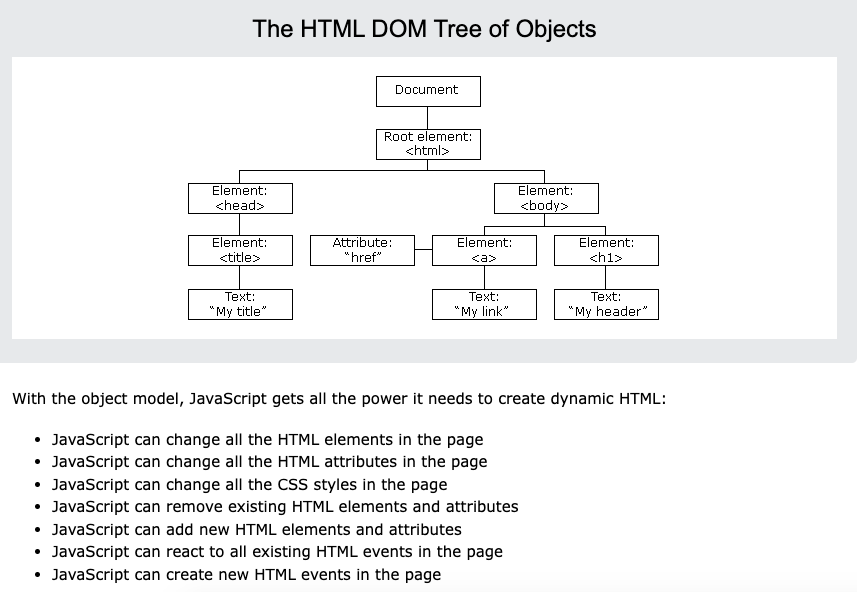 The HTML DOM Tree of Objects
Document
Root element:
<html>
Element:
<head>
Element:
<body>
Element:
<title>
Attribute:
"href"
Element:
<a>
Element:
<h1>
Text:
"My title"
Text:
"My link"
Text:
"My header"
With the object model, JavaScript gets all the power it needs to create dynamic HTML:
• JavaScript can change all the HTML elements in the page
• JavaScript can change all the HTML attributes in the page
• JavaScript can change all the CSS styles in the page
• JavaScript can remove existing HTML elements and attributes
• JavaScript can add new HTML elements and attributes
• JavaScript can react to all existing HTML events in the page
• JavaScript can create new HTML events in the page